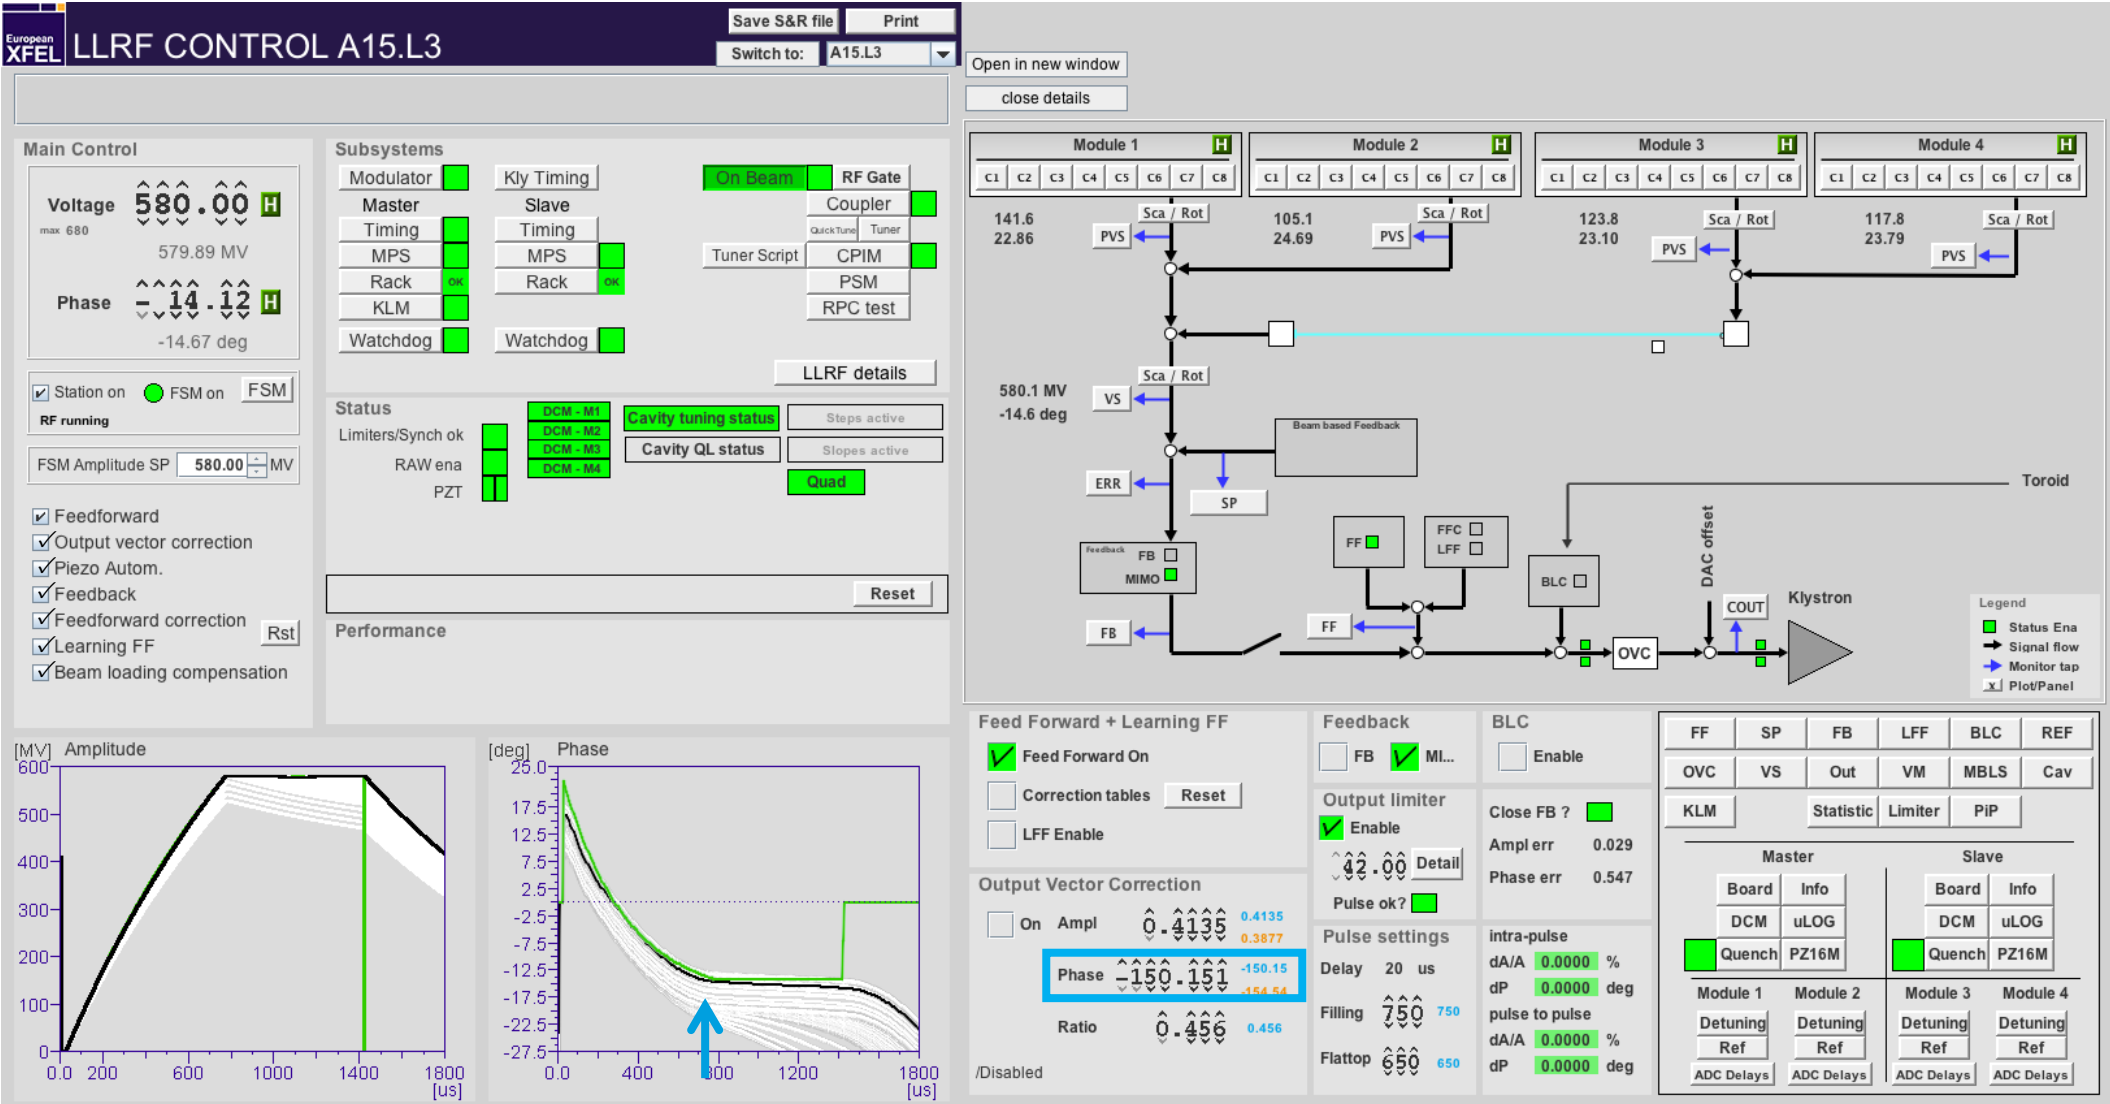 European
XFEL
LLRF CONTROL A15.L3
Save S&R file
Print
Switch to:
A15.L3
Open in new window
close details
Main Control
Voltage
580.00
H
max 680
579.89 MV
Phase
-14.12
H
-14.67 deg
Station on
FSM on
FSM
RF running
FSM Amplitude SP
580.00
MV
Feedforward
Output vector correction
Piezo Autom.
Feedback
Feedforward correction
Learning FF
Beam loading compensation
Rst
Subsystems
Modulator
Kly Timing
On Beam
RF Gate
Master
Slave
Coupler
Timing
Timing
QuickTune
Tuner
MPS
MPS
Tuner Script
CPIM
Rack
OK
Rack
OK
PSM
KLM
RPC test
Watchdog
Watchdog
LLRF details
Status
Limiters/Synch ok
RAW ena
PZT
DCM - M1
DCM - M2
DCM - M3
DCM - M4
Cavity tuning status
Cavity QL status
Steps active
Slopes active
Quad
Reset
Performance
[MV]
Amplitude
600
500
400
300
200
100
0
0.0
200
600
1000
1400
1800
[us]
[deg]
Phase
25.0
17.5
12.5
7.5
2.5
-2.5
-7.5
-12.5
-17.5
-22.5
-27.5
0.0
400
800
1200
1800
[us]
Module 1
H
C1 C2 C3 C4 C5 C6 C7 C8
Module 2
H
C1 C2 C3 C4 C5 C6 C7 C8
Module 3
H
C1 C2 C3 C4 C5 C6 C7 C8
Module 4
H
C1 C2 C3 C4 C5 C6 C7 C8
141.6
22.86
Sca / Rot
PVS
105.1
24.69
Sca / Rot
PVS
123.8
23.10
Sca / Rot
PVS
117.8
23.79
Sca / Rot
PVS
Sca / Rot
580.1 MV
-14.6 deg
VS
Beam based Feedback
ERR
SP
Toroid
Feedback
FB
MIMO
FF
FFC
LFF
BLC
DAC offset
COUT
Klystron
FB
FF
OVC
Legend
Status Ena
Signal flow
Monitor tap
x Plot/Panel
Feed Forward + Learning FF
Feed Forward On
Correction tables
Reset
LFF Enable
Output Vector Correction
On
Ampl
0.4135
0.4135
0.3877
Phase
-150.151
-150.15
-154.54
Ratio
0.456
0.456
/Disabled
Feedback
FB
MI...
Output limiter
Enable
42.00
Detail
Pulse ok?
Pulse settings
Delay 20 us
Filling
750
750
Flattop
650
650
BLC
Enable
Close FB ?
Ampl err 0.029
Phase err 0.547
intra-pulse
dA/A 0.0000 %
dP 0.0000 deg
pulse to pulse
dA/A 0.0000 %
dP 0.0000 deg
FF SP FB LFF BLC REF
OVC VS Out VM MBLS Cav
KLM Statistic Limiter PiP
Master
Slave
Board Info
Board Info
DCM uLOG
DCM uLOG
Quench PZ16M
Quench PZ16M
Module 1
Module 2
Module 3
Module 4
Detuning
Detuning
Detuning
Detuning
Ref
Ref
Ref
Ref
ADC Delays
ADC Delays
ADC Delays
ADC Delays